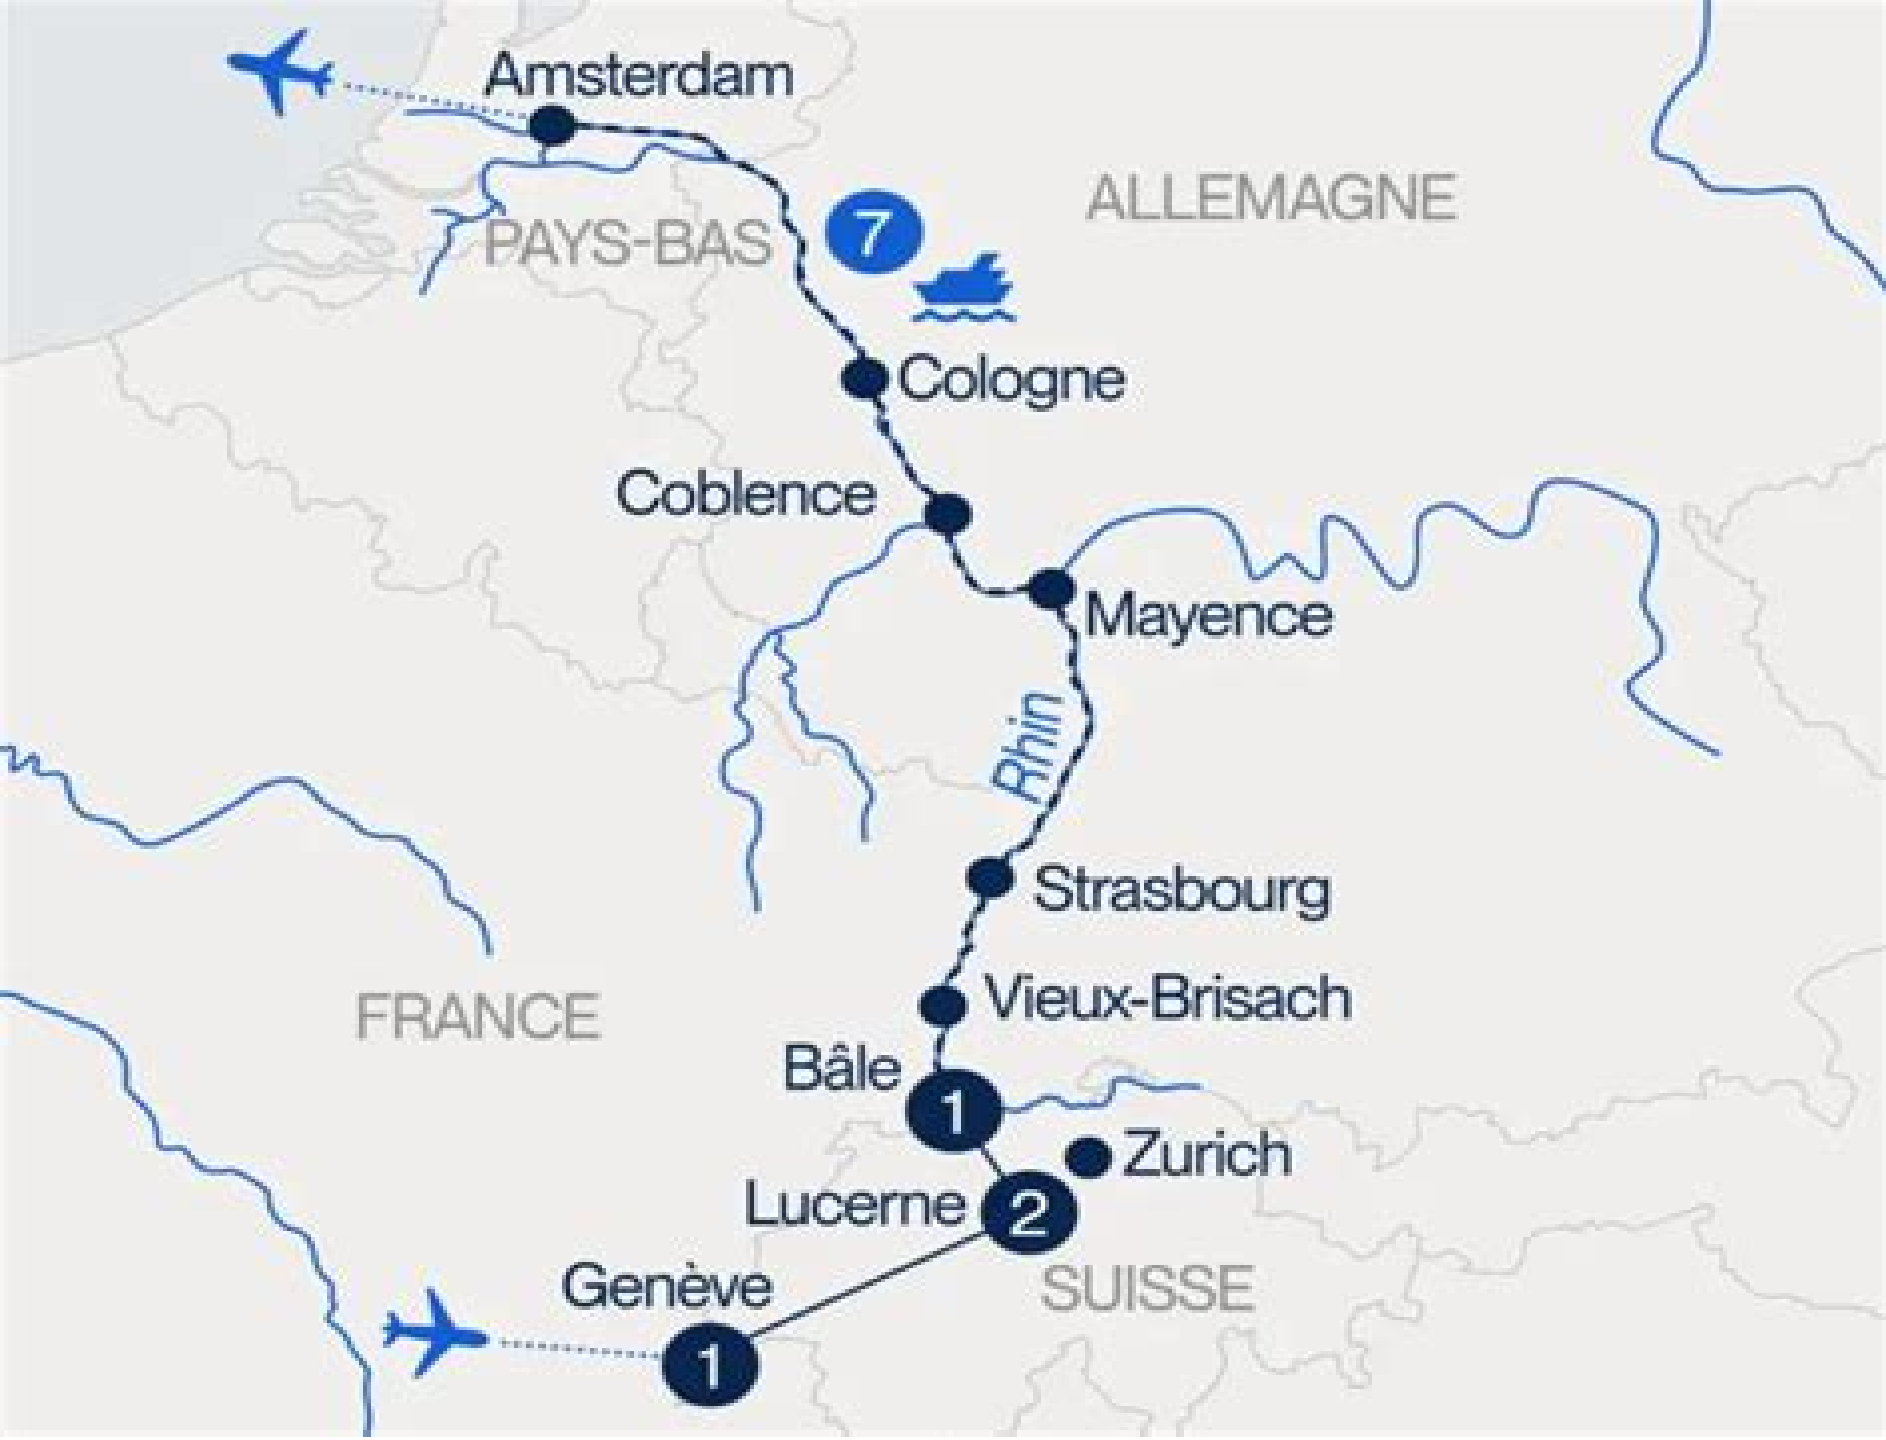 Amsterdam
ALLEMAGNE
7
PAYS-BAS
Cologne
Coblence
Mayence
Rhin
Strasbourg
Vieux-Brisach
FRANCE
Bâle
1
Zurich
Lucerne
2
Genève
SUISSE
1